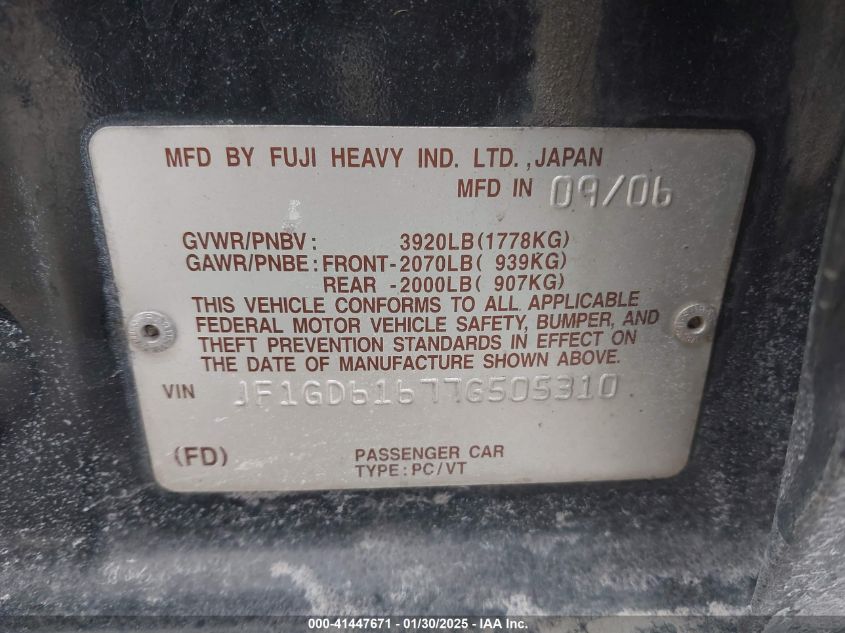 MFD BY FUJI HEAVY IND. LTD.,JAPAN
MFD IN 09/06
GVWR/PNBV: 3920LB(1778KG)
GAWR/PNBE:FRONT-2070LB( 939KG)
REAR -2000LB( 907KG)
THIS VEHICLE CONFORMS TO ALL APPLICABLE
FEDERAL MOTOR VEHICLE SAFETY, BUMPER, AND
THEFT PREVENTION STANDARDS IN EFFECT ON
THE DATE OF MANUFACTURE SHOWN ABOVE.
VIN JF1GD61677G505310
(FD) PASSENGER CAR
TYPE:PC/VT
000-41447671 - 01/30/2025 - IAA Inc.